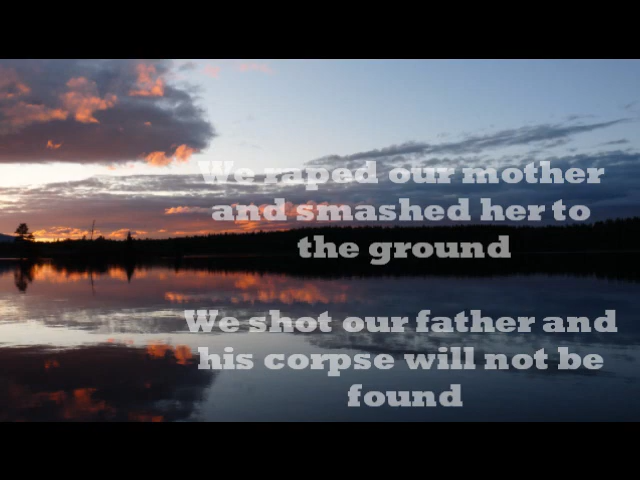 We raped our mother
and smashed her to
the ground
We shot our father and
his corpse will not be
found